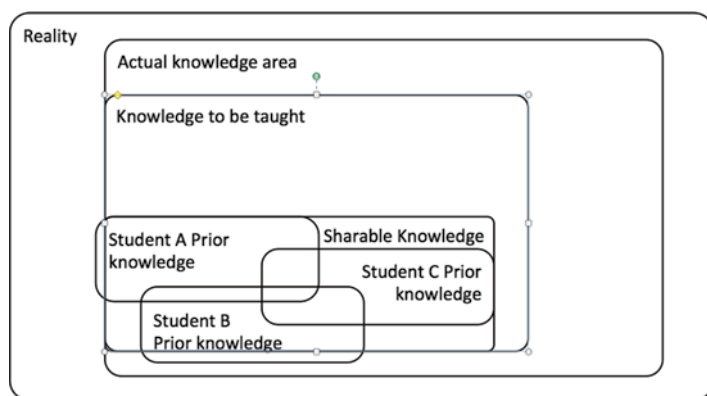 Reality
Actual knowledge area
Knowledge to be taught
Student A Prior
knowledge
Sharable Knowledge
Student C Prior
knowledge
Student B
Prior knowledge